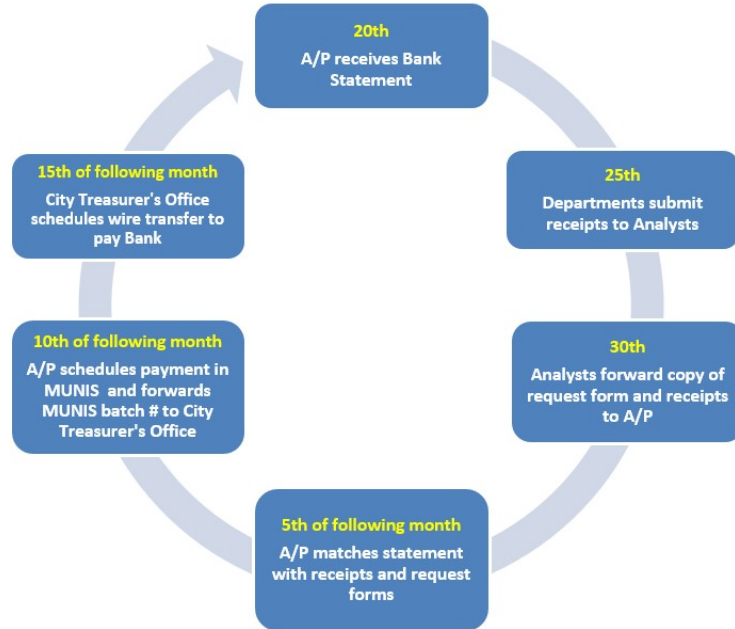 20th
A/P receives Bank
Statement
25th
Departments submit
receipts to Analysts
30th
Analysts forward copy of
request form and receipts
to A/P
5th of following month
A/P matches statement
with receipts and request
forms
10th of following month
A/P schedules payment in
MUNIS and forwards
MUNIS batch # to City
Treasurer's Office
15th of following month
City Treasurer's Office
schedules wire transfer to
pay Bank